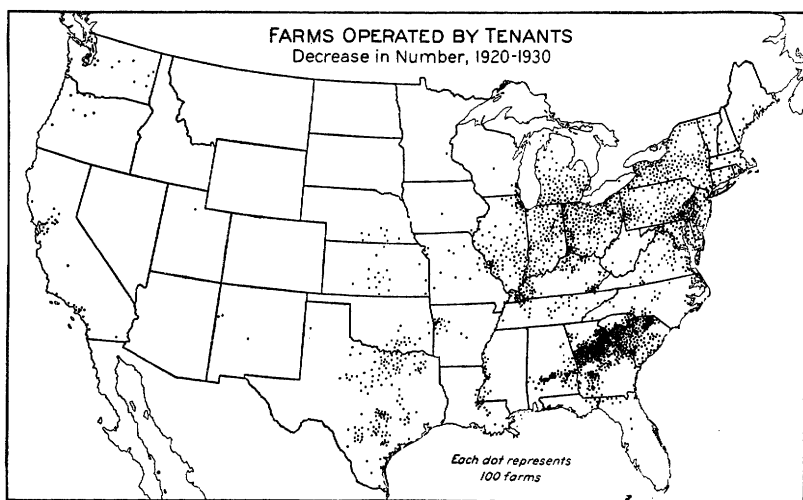 FARMS OPERATED BY TENANTS
Decrease in Number, 1920-1930
Each dot represents
100 farms